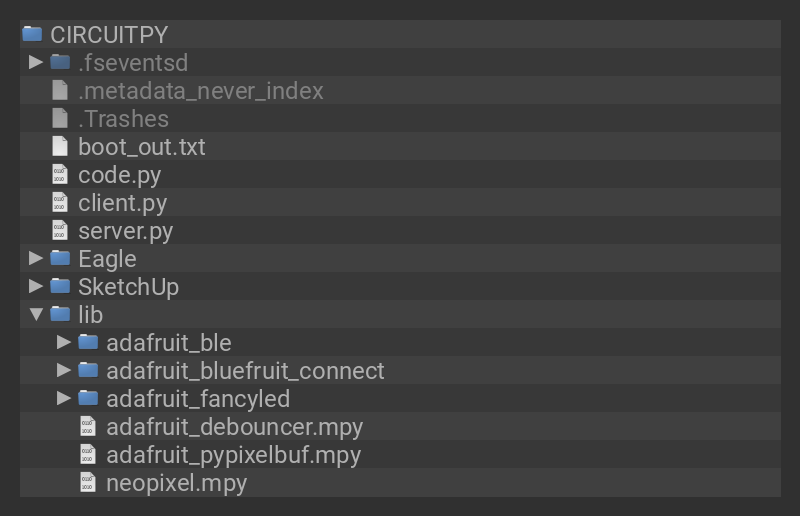 CIRCUITPY
.fseventsd
.metadata_never_index
.Trashes
boot_out.txt
code.py
client.py
server.py
Eagle
SketchUp
lib
adafruit_ble
adafruit_bluefruit_connect
adafruit_fancyled
adafruit_debouncer.mpy
adafruit_pypixelbuf.mpy
neopixel.mpy